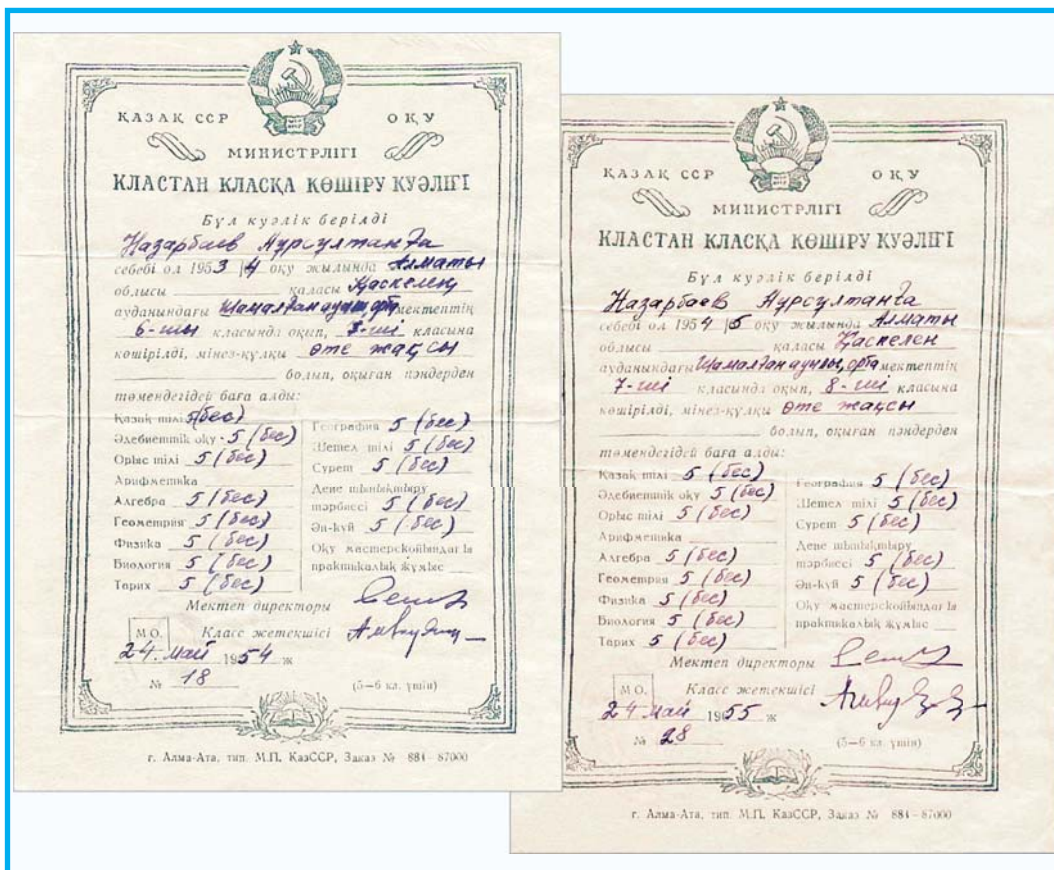 ҚАЗАҚ ССР ОҚУ
МИНИСТРЛІГІ
КЛАСТАН КЛАСҚА КӨШІРУ КУӘЛІГІ
Бұл куәлік берілді
Назарбаев Нұрсұлтанға
себебі ол 1953/4 оқу жылында Алматы
облысы қаласы Қаскелең
ауданындағы Шамалған ауыл орта мектептің
6-шы класында оқып, 7-ші класына
көшірілді, мінез-құлқы өте жақсы
болып, оқыған пәндерден
төмендегідей баға алды:
Қазақ тілі 5 (бес)
Әдебиеттік оқу 5 (бес)
Орыс тілі 5 (бес)
Арифметика
Алгебра 5 (бес)
Геометрия 5 (бес)
Физика 5 (бес)
Биология 5 (бес)
Тарих 5 (бес)
География 5 (бес)
Шетел тілі 5 (бес)
Сурет 5 (бес)
Дене шынықтыру
тәрбиесі 5 (бес)
Ән-күй 5 (бес)
Оқу мастерскойындағы
практикалық жұмыс
Мектеп директоры
М О. Класс жетекшісі
24. май 1954 ж
№ 18 (5—6 кл. үшін)
г. Алма-Ата, тип. М.П. КазССР, Заказ № 884—87000
ҚАЗАҚ ССР ОҚУ
МИНИСТРЛІГІ
КЛАСТАН КЛАСҚА КӨШІРУ КУӘЛІГІ
Бұл куәлік берілді
Назарбаев Нұрсұлтанға
себебі ол 1954/5 оқу жылында Алматы
облысы қаласы Қаскелен
ауданындағы Шамалған ауылы, орта мектептің
7-ші класында оқып, 8-ші класына
көшірілді, мінез-құлқы өте жақсы
болып, оқыған пәндерден
төмендегідей баға алды:
Қазақ тілі 5 (бес)
Әдебиеттік оқу 5 (бес)
Орыс тілі 5 (бес)
Арифметика
Алгебра 5 (бес)
Геометрия 5 (бес)
Физика 5 (бес)
Биология 5 (бес)
Тарих 5 (бес)
География 5 (бес)
Шетел тілі 5 (бес)
Сурет 5 (бес)
Дене шынықтыру
тәрбиесі 5 (бес)
Ән-күй 5 (бес)
Оқу мастерскойындағы
практикалық жұмыс
Мектеп директоры
М О. Класс жетекшісі
24 май 1955 ж
№ 28 (5—6 кл. үшін)
г. Алма-Ата, тип. М.П. КазССР, Заказ № 884—87000